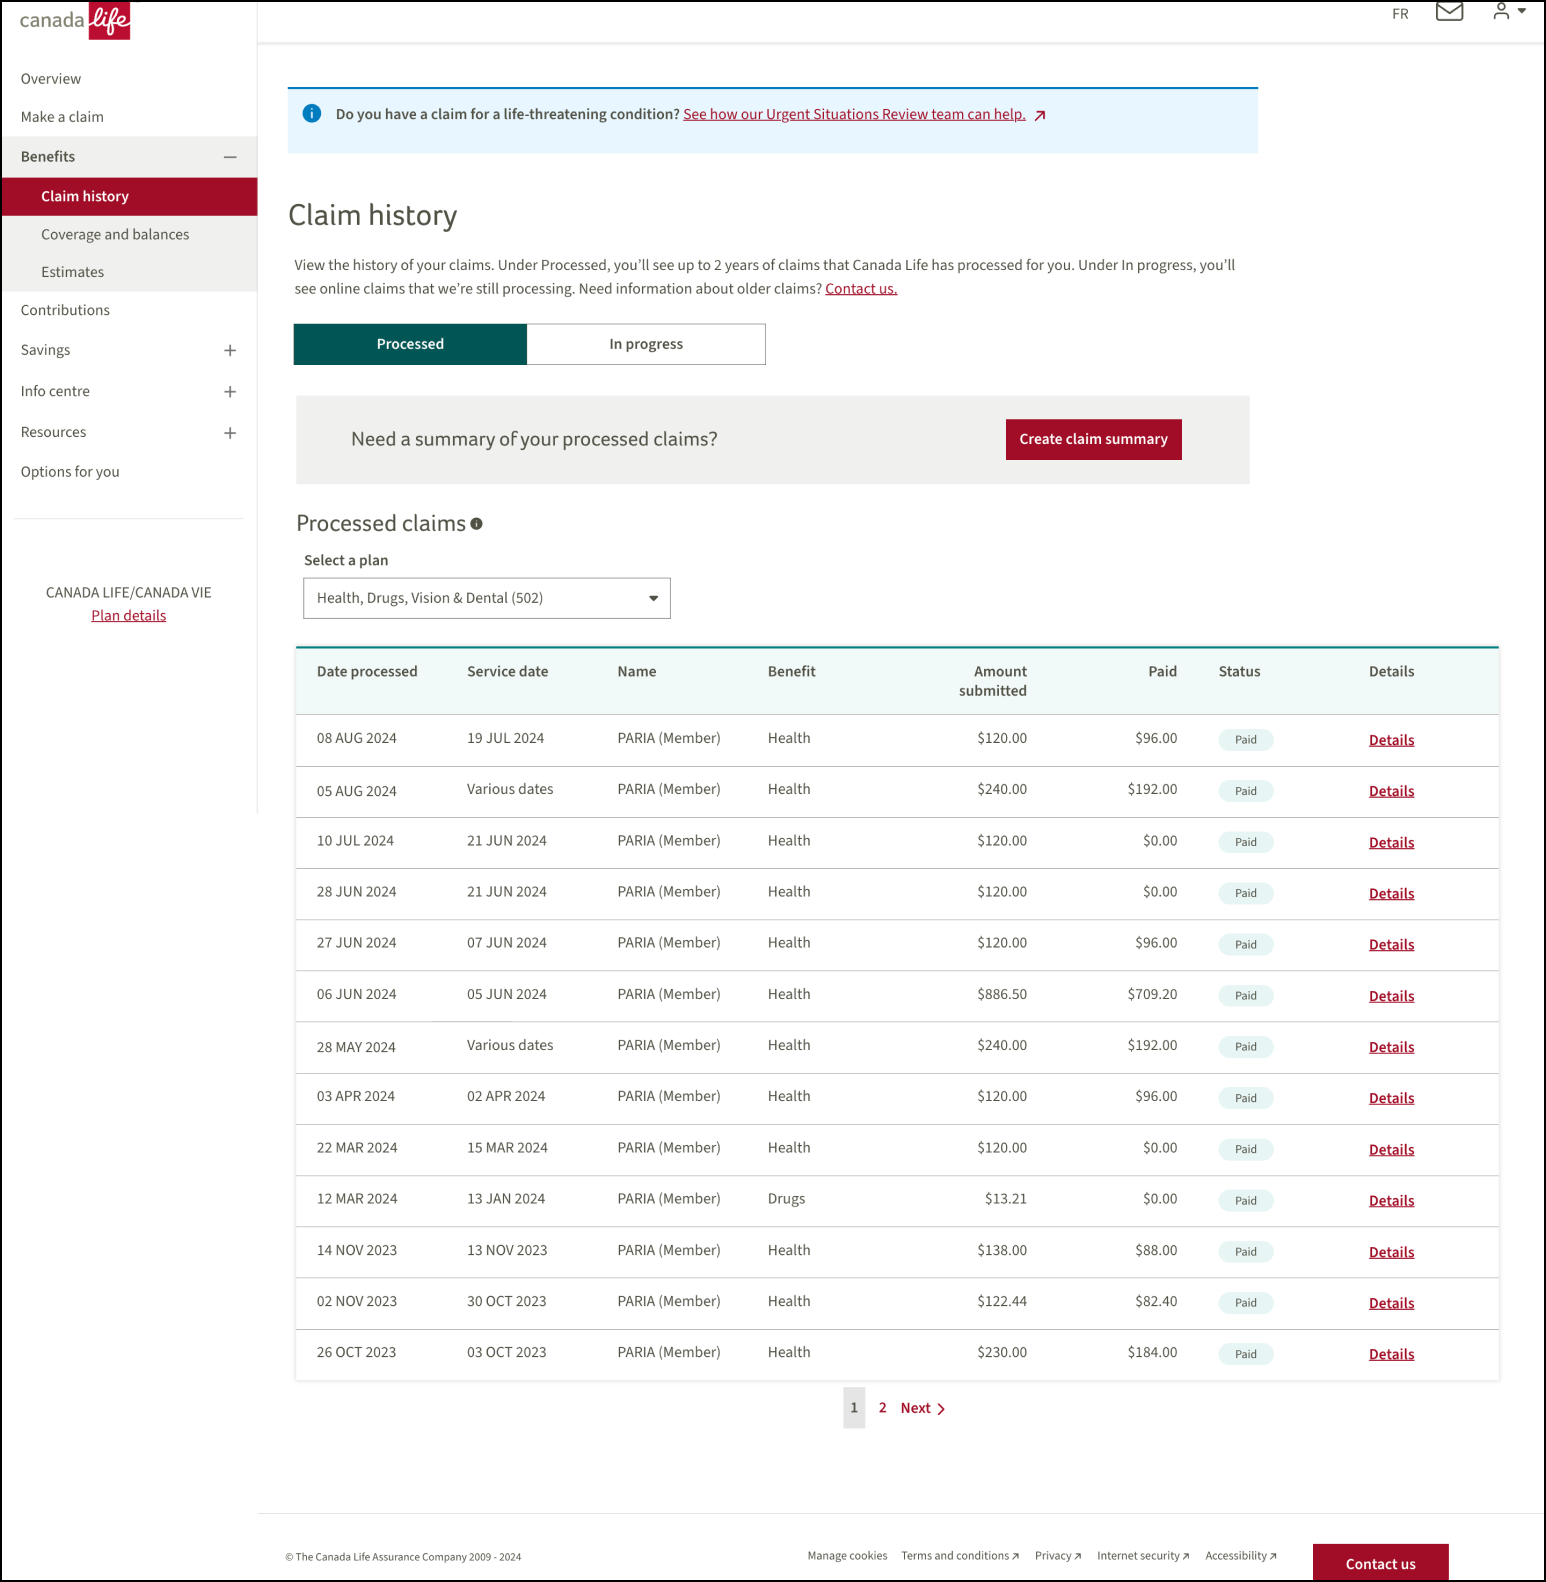 canada life
FR
Overview
Make a claim
Benefits
Claim history
Coverage and balances
Estimates
Contributions
Savings
Info centre
Resources
Options for you
CANADA LIFE/CANADA VIE
Plan details
Do you have a claim for a life-threatening condition? See how our Urgent Situations Review team can help.
Claim history
View the history of your claims. Under Processed, you’ll see up to 2 years of claims that Canada Life has processed for you. Under In progress, you’ll
see online claims that we’re still processing. Need information about older claims? Contact us.
Processed In progress
Need a summary of your processed claims? Create claim summary
Processed claims
Select a plan
Health, Drugs, Vision & Dental (502)
Date processed Service date Name Benefit Amount submitted Paid Status Details
08 AUG 2024 19 JUL 2024 PARIA (Member) Health $120.00 $96.00 Paid Details
05 AUG 2024 Various dates PARIA (Member) Health $240.00 $192.00 Paid Details
10 JUL 2024 21 JUN 2024 PARIA (Member) Health $120.00 $0.00 Paid Details
28 JUN 2024 21 JUN 2024 PARIA (Member) Health $120.00 $0.00 Paid Details
27 JUN 2024 07 JUN 2024 PARIA (Member) Health $120.00 $96.00 Paid Details
06 JUN 2024 05 JUN 2024 PARIA (Member) Health $886.50 $709.20 Paid Details
28 MAY 2024 Various dates PARIA (Member) Health $240.00 $192.00 Paid Details
03 APR 2024 02 APR 2024 PARIA (Member) Health $120.00 $96.00 Paid Details
22 MAR 2024 15 MAR 2024 PARIA (Member) Health $120.00 $0.00 Paid Details
12 MAR 2024 13 JAN 2024 PARIA (Member) Drugs $13.21 $0.00 Paid Details
14 NOV 2023 13 NOV 2023 PARIA (Member) Health $138.00 $88.00 Paid Details
02 NOV 2023 30 OCT 2023 PARIA (Member) Health $122.44 $82.40 Paid Details
26 OCT 2023 03 OCT 2023 PARIA (Member) Health $230.00 $184.00 Paid Details
1 2 Next
© The Canada Life Assurance Company 2009 - 2024 Manage cookies Terms and conditions Privacy Internet security Accessibility Contact us